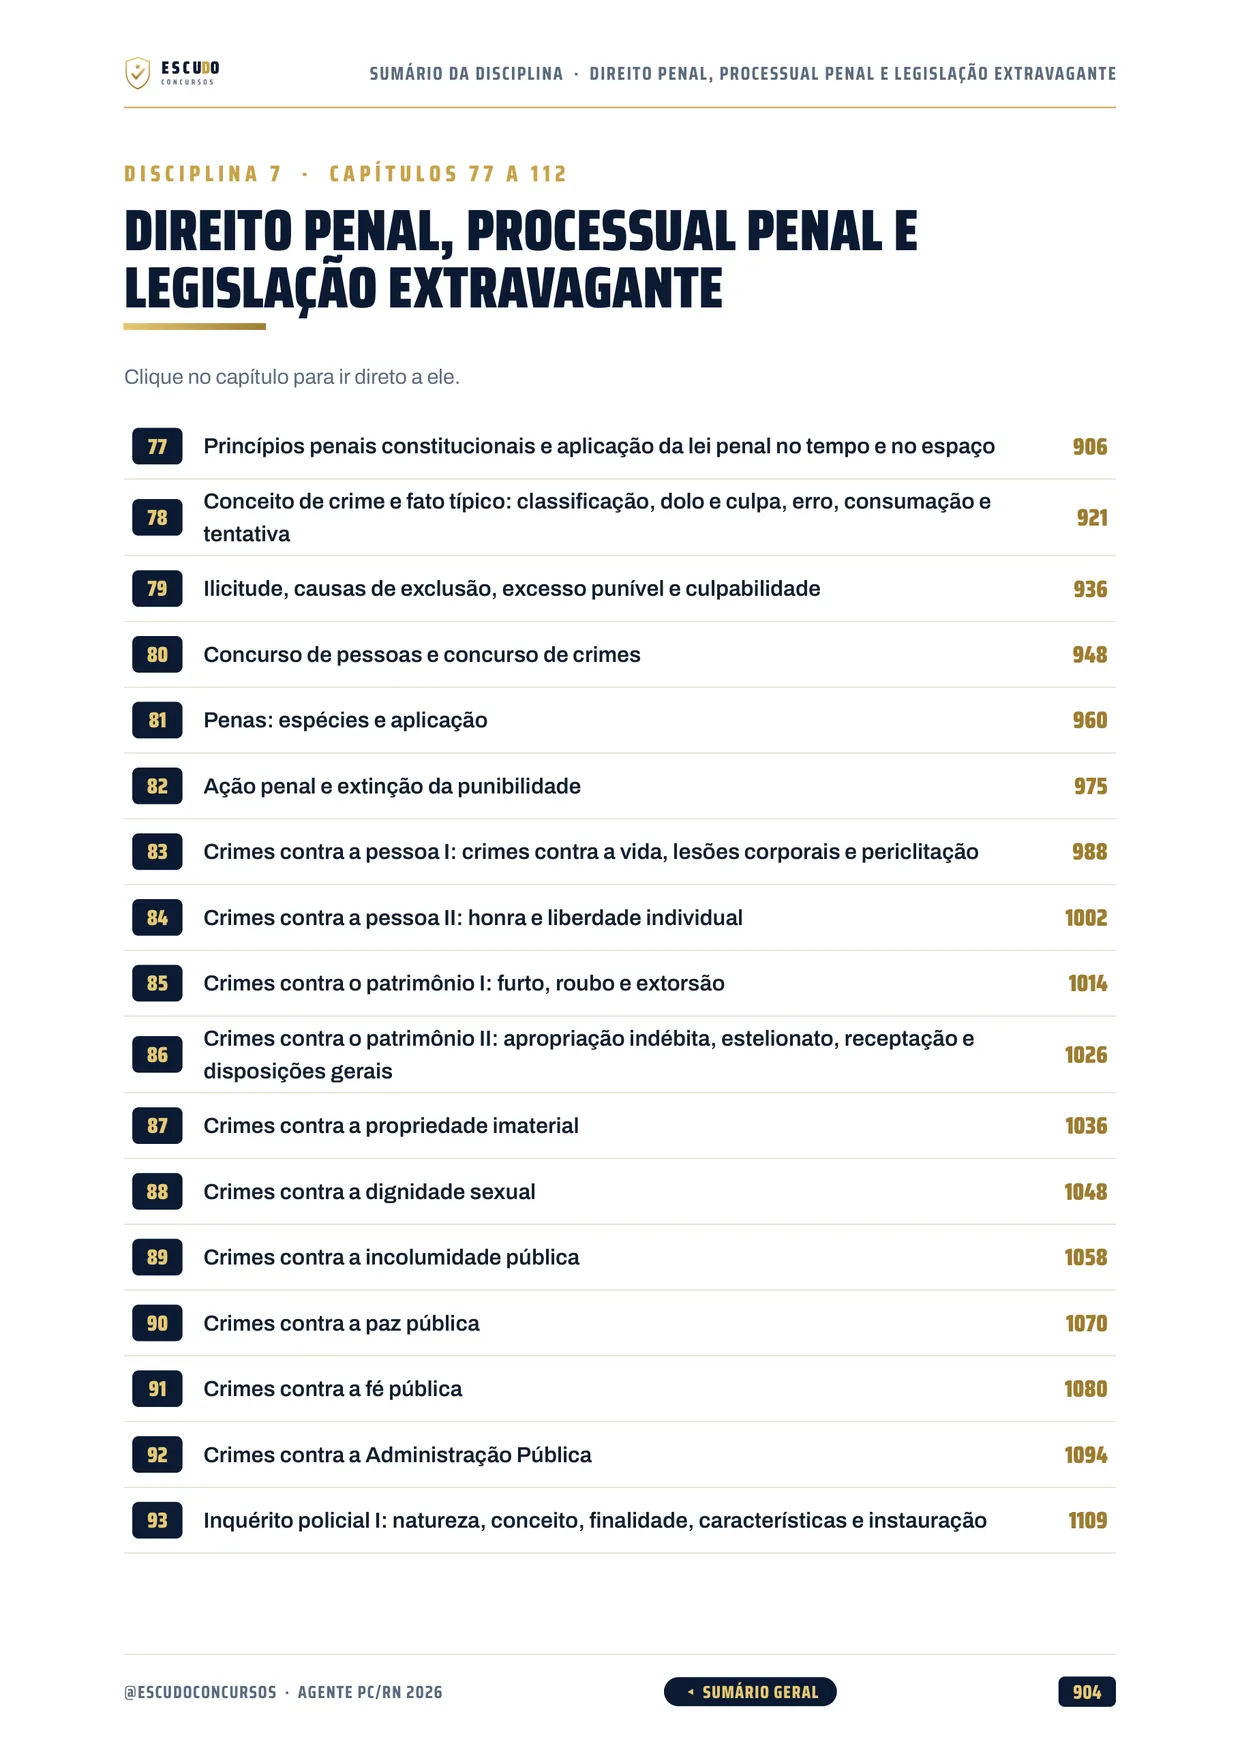 ESCUDO
CONCURSOS
SUMÁRIO DA DISCIPLINA · DIREITO PENAL, PROCESSUAL PENAL E LEGISLAÇÃO EXTRAVAGANTE
DISCIPLINA 7 · CAPÍTULOS 77 A 112
DIREITO PENAL, PROCESSUAL PENAL E
LEGISLAÇÃO EXTRAVAGANTE
Clique no capítulo para ir direto a ele.
77 Princípios penais constitucionais e aplicação da lei penal no tempo e no espaço 906
78 Conceito de crime e fato típico: classificação, dolo e culpa, erro, consumação e
tentativa 921
79 Ilicitude, causas de exclusão, excesso punível e culpabilidade 936
80 Concurso de pessoas e concurso de crimes 948
81 Penas: espécies e aplicação 960
82 Ação penal e extinção da punibilidade 975
83 Crimes contra a pessoa I: crimes contra a vida, lesões corporais e periclitação 988
84 Crimes contra a pessoa II: honra e liberdade individual 1002
85 Crimes contra o patrimônio I: furto, roubo e extorsão 1014
86 Crimes contra o patrimônio II: apropriação indébita, estelionato, receptação e
disposições gerais 1026
87 Crimes contra a propriedade imaterial 1036
88 Crimes contra a dignidade sexual 1048
89 Crimes contra a incolumidade pública 1058
90 Crimes contra a paz pública 1070
91 Crimes contra a fé pública 1080
92 Crimes contra a Administração Pública 1094
93 Inquérito policial I: natureza, conceito, finalidade, características e instauração 1109
@ESCUDOCONCURSOS · AGENTE PC/RN 2026 SUMÁRIO GERAL 904